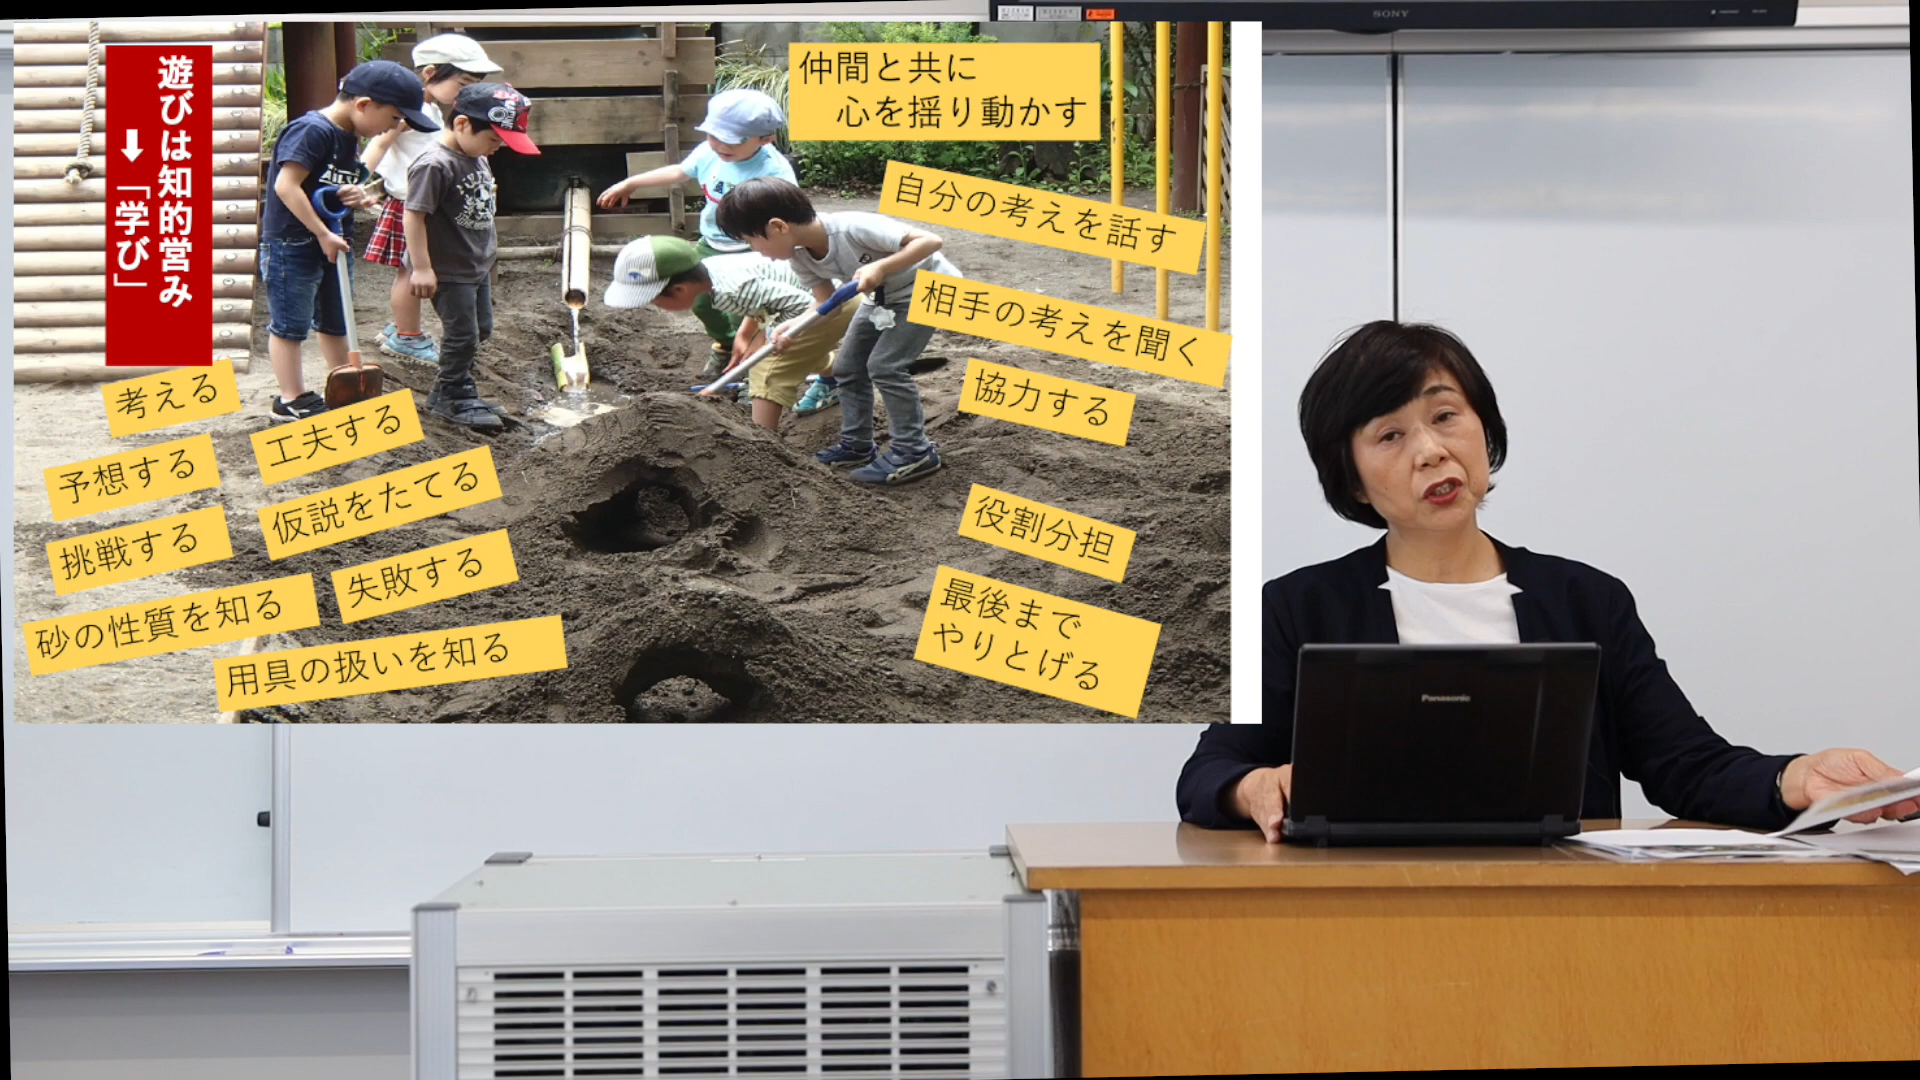 SONY
遊びは知的営み
➡「学び」
仲間と共に
心を揺り動かす
自分の考えを話す
相手の考えを聞く
協力する
役割分担
最後まで
やりとげる
考える
工夫する
予想する
仮説をたてる
挑戦する
失敗する
砂の性質を知る
用具の扱いを知る
Panasonic